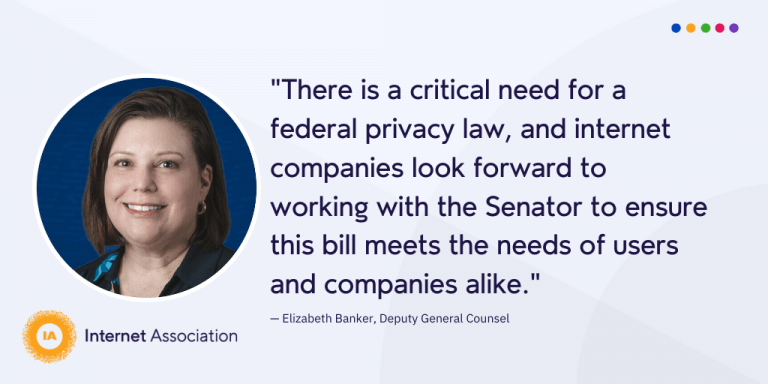 "There is a critical need for a
federal privacy law, and internet
companies look forward to
working with the Senator to ensure
this bill meets the needs of users
and companies alike."
— Elizabeth Banker, Deputy General Counsel
IA
Internet Association